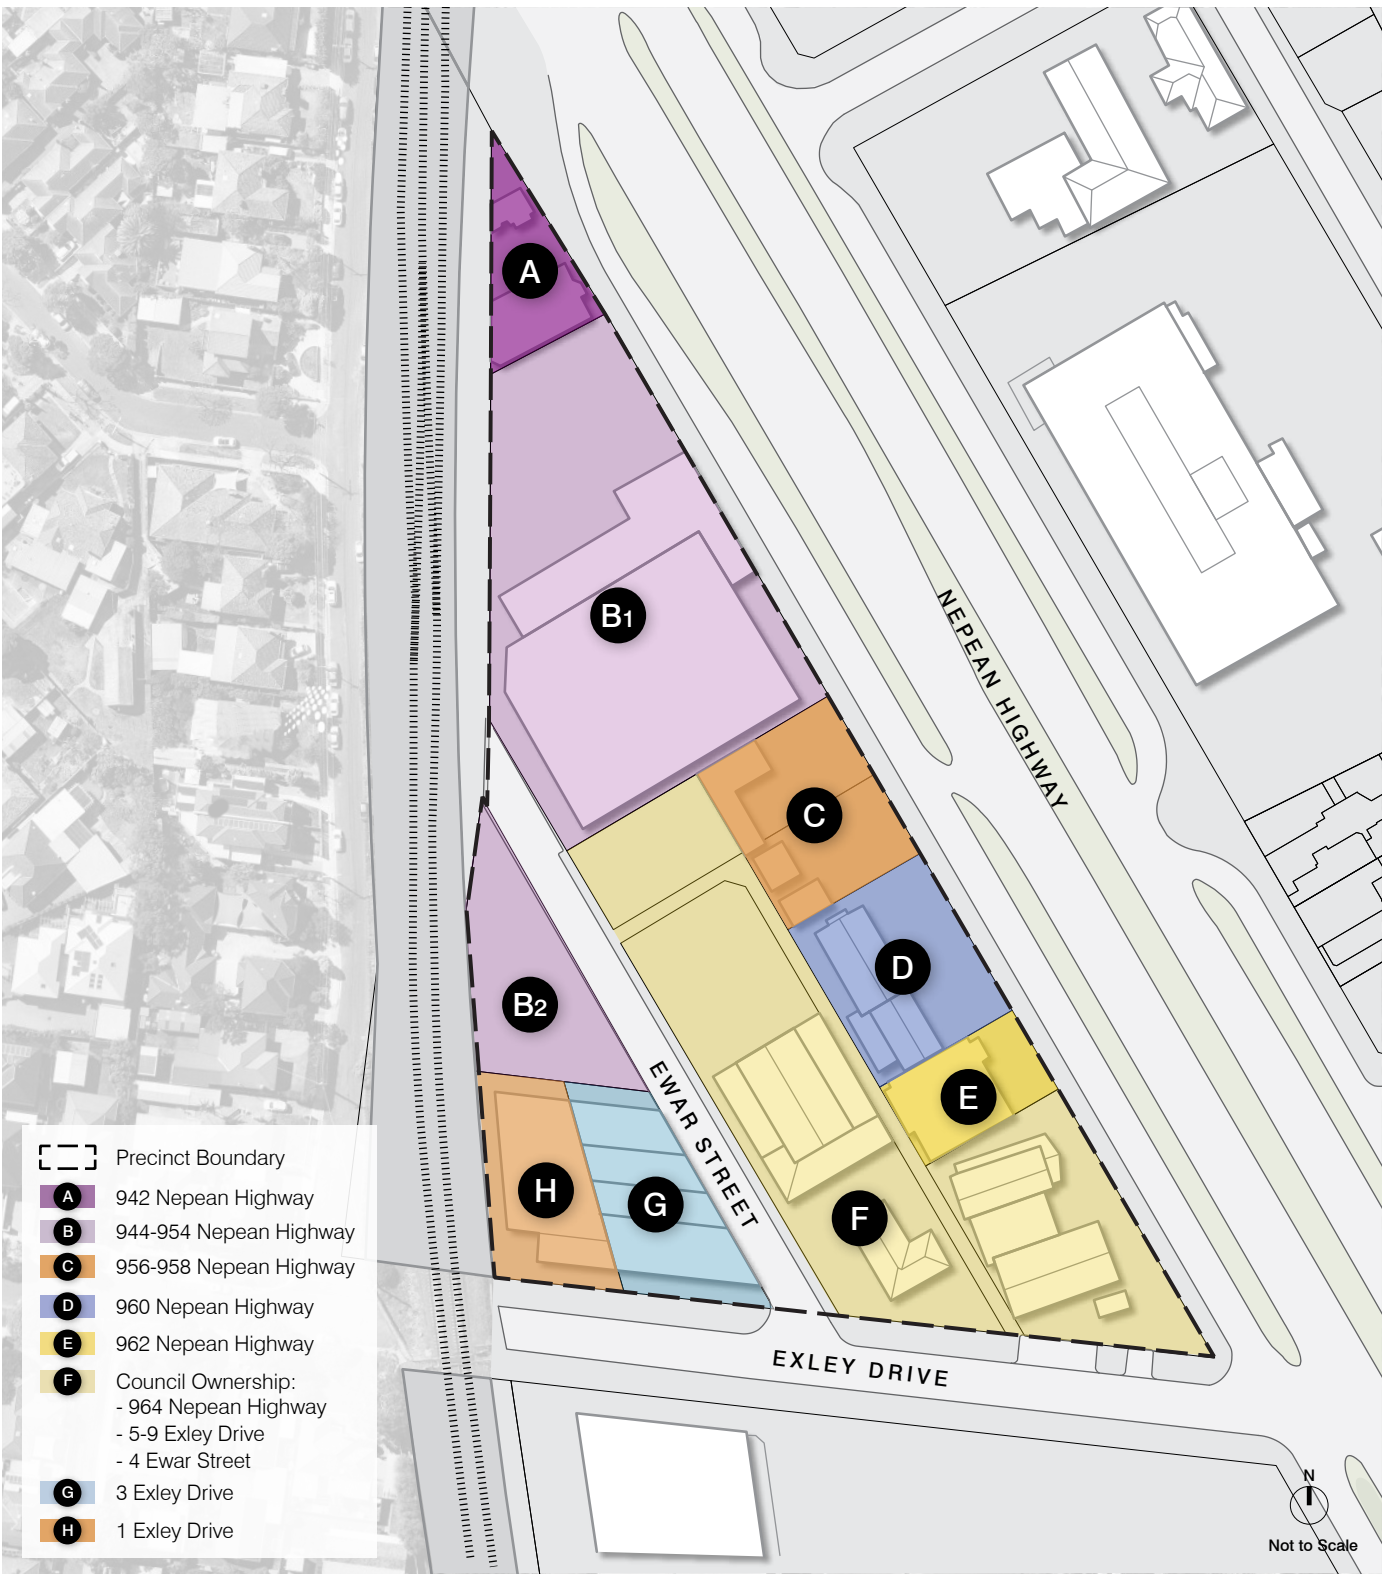 A
B1
C
D
B2
E
H
G
F
NEPEAN HIGHWAY
EWAR STREET
EXLEY DRIVE
Precinct Boundary
A 942 Nepean Highway
B 944-954 Nepean Highway
C 956-958 Nepean Highway
D 960 Nepean Highway
E 962 Nepean Highway
F Council Ownership:
- 964 Nepean Highway
- 5-9 Exley Drive
- 4 Ewar Street
G 3 Exley Drive
H 1 Exley Drive
N
Not to Scale